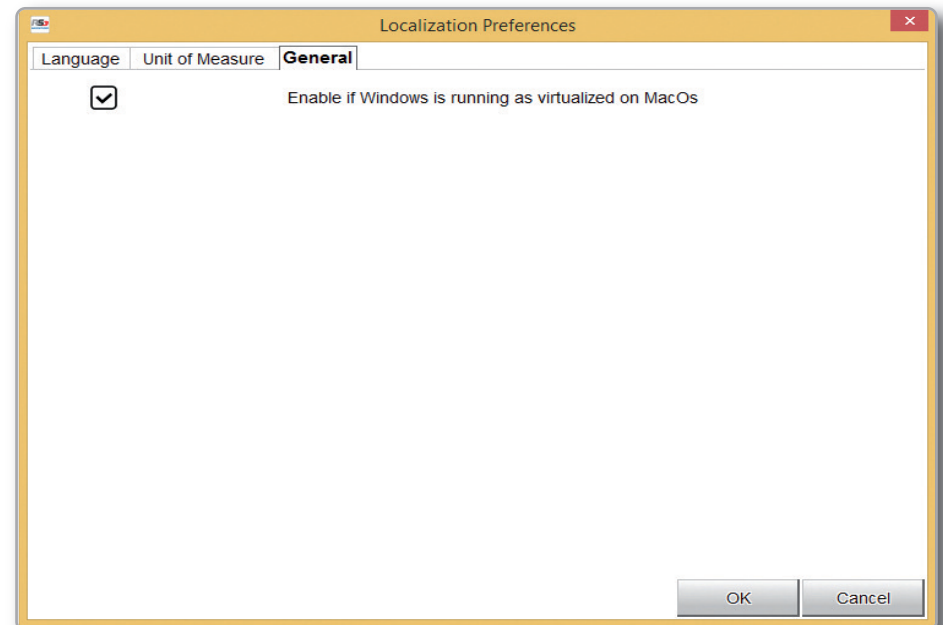 Localization Preferences
Language Unit of Measure General
Enable if Windows is running as virtualized on MacOs
OK Cancel